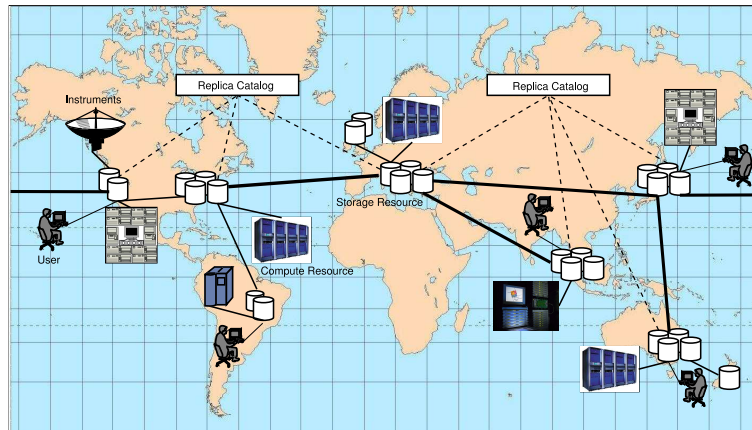 Replica Catalog
Replica Catalog
Instruments
Storage Resource
User
Compute Resource